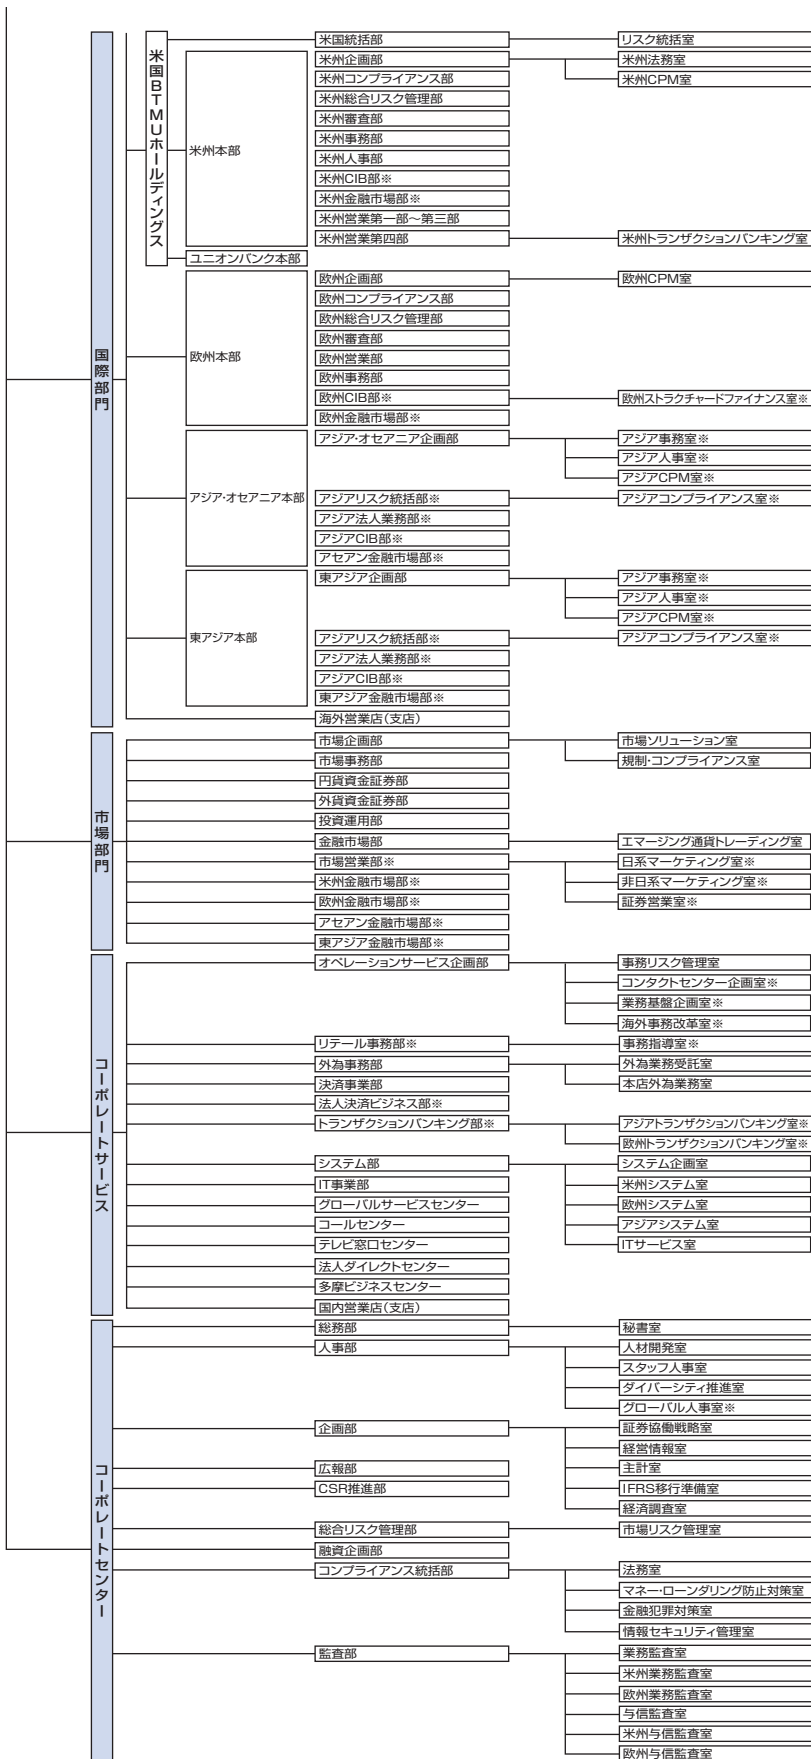 国際部門
米国BTMUホールディングス
米国統括部
リスク統括室
米州本部
米州企画部
米州法務室
米州CPM室
米州コンプライアンス部
米州総合リスク管理部
米州審査部
米州事務部
米州人事部
米州CIB部※
米州金融市場部※
米州営業第一部～第三部
米州営業第四部
米州トランザクションバンキング室
ユニオンバンク本部
欧州本部
欧州企画部
欧州CPM室
欧州コンプライアンス部
欧州総合リスク管理部
欧州審査部
欧州営業部
欧州事務部
欧州CIB部※
欧州ストラクチャードファイナンス室※
欧州金融市場部※
アジア・オセアニア本部
アジア・オセアニア企画部
アジア事務室※
アジア人事室※
アジアCPM室※
アジアリスク統括部※
アジアコンプライアンス室※
アジア法人業務部※
アジアCIB部※
アセアン金融市場部※
東アジア本部
東アジア企画部
アジア事務室※
アジア人事室※
アジアCPM室※
アジアリスク統括部※
アジアコンプライアンス室※
アジア法人業務部※
アジアCIB部※
東アジア金融市場部※
海外営業店（支店）
市場部門
市場企画部
市場ソリューション室
規制・コンプライアンス室
市場事務部
円貨資金証券部
外貨資金証券部
投資運用部
金融市場部
エマージング通貨トレーディング室
市場営業部※
日系マーケティング室※
非日系マーケティング室※
証券営業室※
米州金融市場部※
欧州金融市場部※
アセアン金融市場部※
東アジア金融市場部※
コーポレートサービス
オペレーションサービス企画部
事務リスク管理室
コンタクトセンター企画室※
業務基盤企画室※
海外事務改革室※
リテール事務部※
事務指導室※
外為事務部
外為業務受託室
本店外為業務室
決済事業部
法人決済ビジネス部※
トランザクションバンキング部※
アジアトランザクションバンキング室※
欧州トランザクションバンキング室※
システム部
システム企画室
米州システム室
欧州システム室
アジアシステム室
ITサービス室
IT事業部
グローバルサービスセンター
コールセンター
テレビ窓口センター
法人ダイレクトセンター
多摩ビジネスセンター
国内営業店（支店）
コーポレートセンター
総務部
秘書室
人事部
人材開発室
スタッフ人事室
ダイバーシティ推進室
グローバル人事室※
企画部
証券協働戦略室
経営情報室
主計室
IFRS移行準備室
経済調査室
広報部
CSR推進部
総合リスク管理部
市場リスク管理室
融資企画部
コンプライアンス統括部
法務室
マネー・ローンダリング防止対策室
金融犯罪対策室
情報セキュリティ管理室
監査部
業務監査室
米州業務監査室
欧州業務監査室
与信監査室
米州与信監査室
欧州与信監査室